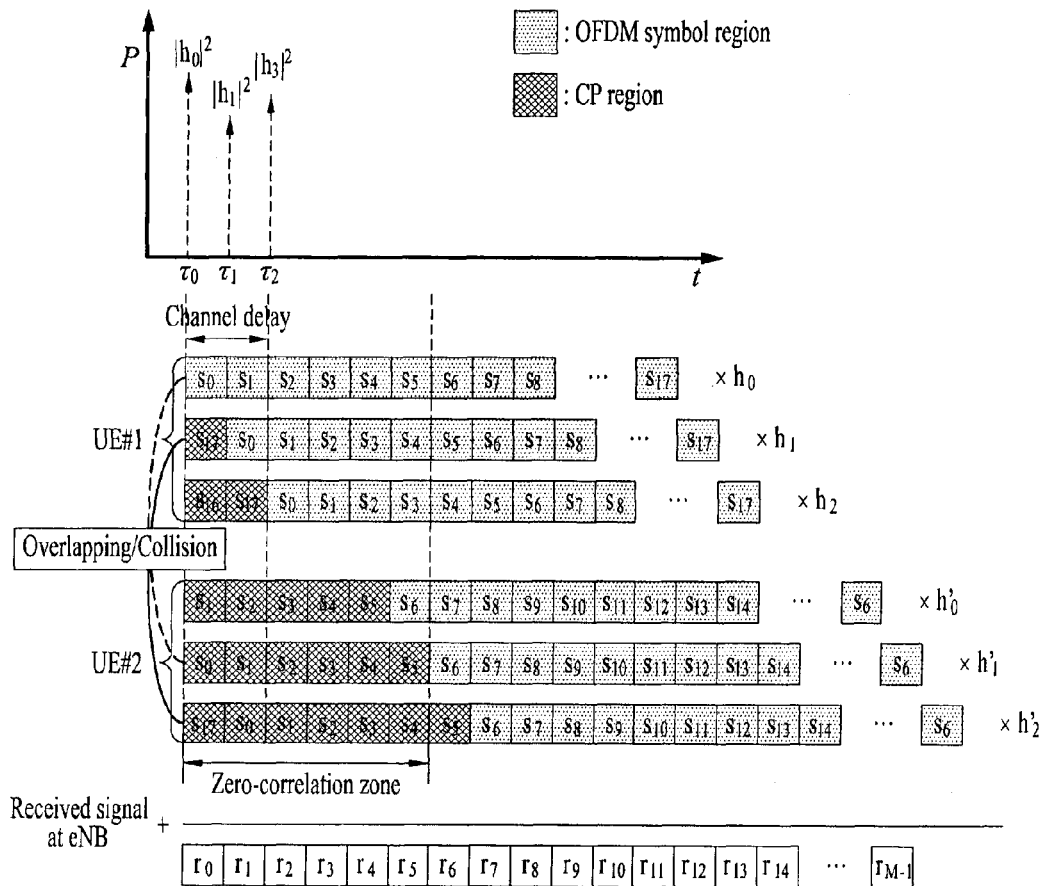 P
|h₀|²
|h₁|²
|h₃|²
: OFDM symbol region
: CP region
τ₀ τ₁ τ₂ t
Channel delay
UE#1
s₀ s₁ s₂ s₃ s₄ s₅ s₆ s₇ s₈ ... s₁₇ × h₀
s₁₇ s₀ s₁ s₂ s₃ s₄ s₅ s₆ s₇ s₈ ... s₁₇ × h₁
s₁₆ s₁₇ s₀ s₁ s₂ s₃ s₄ s₅ s₆ s₇ s₈ ... s₁₇ × h₂
Overlapping/Collision
UE#2
s₁ s₂ s₃ s₄ s₅ s₆ s₇ s₈ s₉ s₁₀ s₁₁ s₁₂ s₁₃ s₁₄ ... s₆ × h'₀
s₀ s₁ s₂ s₃ s₄ s₅ s₆ s₇ s₈ s₉ s₁₀ s₁₁ s₁₂ s₁₃ s₁₄ ... s₆ × h'₁
s₁₇ s₀ s₁ s₂ s₃ s₄ s₅ s₆ s₇ s₈ s₉ s₁₀ s₁₁ s₁₂ s₁₃ s₁₄ ... s₆ × h'₂
Zero-correlation zone
Received signal
at eNB +
r₀ r₁ r₂ r₃ r₄ r₅ r₆ r₇ r₈ r₉ r₁₀ r₁₁ r₁₂ r₁₃ r₁₄ ... r_M-1